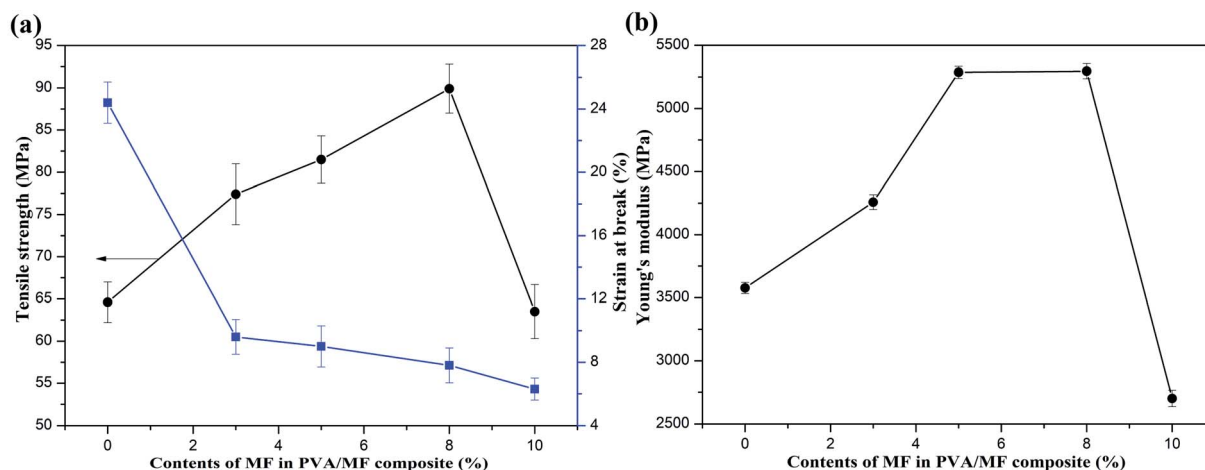 (a)
95
90
85
80
75
70
65
60
55
50
Tensile strength (MPa)
28
24
20
16
12
8
4
Strain at break (%)
0 2 4 6 8 10
Contents of MF in PVA/MF composite (%)
(b)
5500
5000
4500
4000
3500
3000
2500
Young's modulus (MPa)
0 2 4 6 8 10
Contents of MF in PVA/MF composite (%)